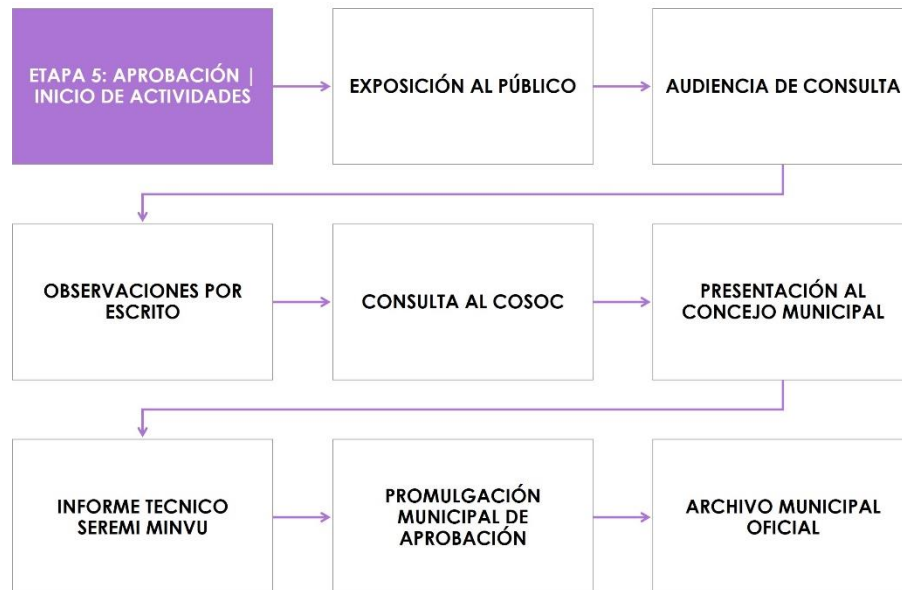 ETAPA 5: APROBACIÓN |
INICIO DE ACTIVIDADES
EXPOSICIÓN AL PÚBLICO
AUDIENCIA DE CONSULTA
OBSERVACIONES POR
ESCRITO
CONSULTA AL COSOC
PRESENTACIÓN AL
CONCEJO MUNICIPAL
INFORME TECNICO
SEREMI MINVU
PROMULGACIÓN
MUNICIPAL DE
APROBACIÓN
ARCHIVO MUNICIPAL
OFICIAL